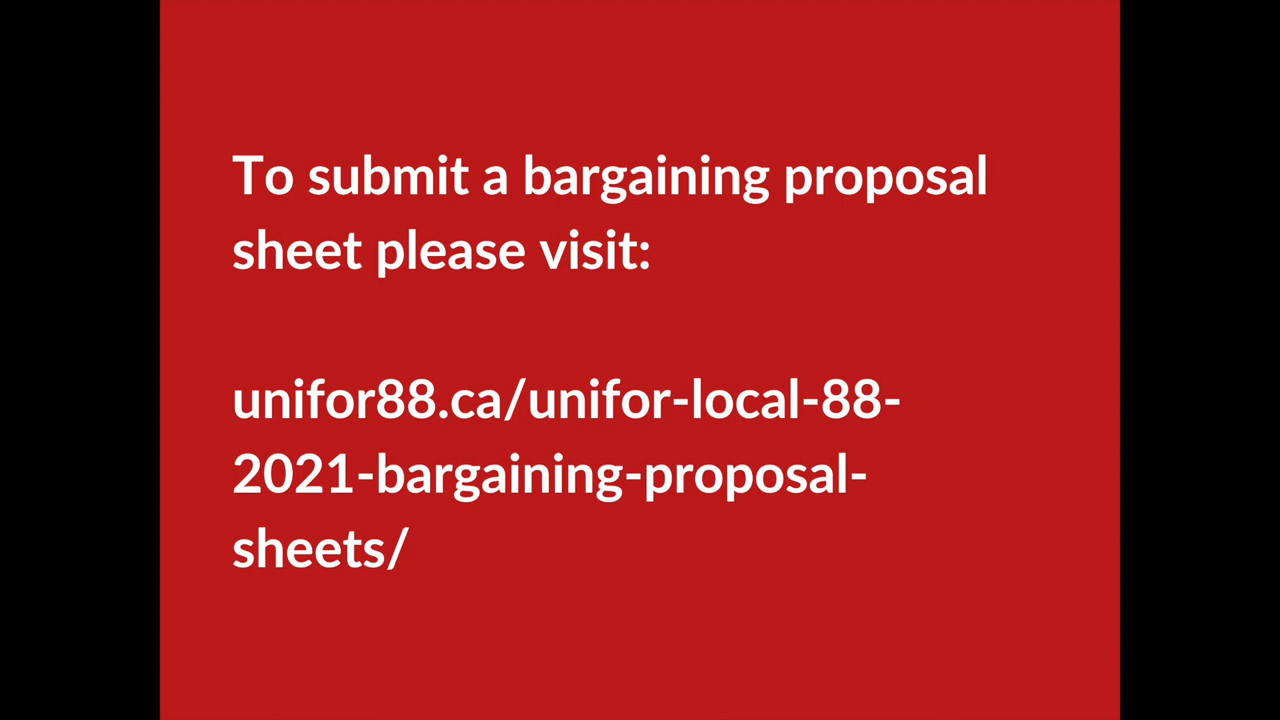 To submit a bargaining proposal
sheet please visit:
unifor88.ca/unifor-local-88-
2021-bargaining-proposal-
sheets/